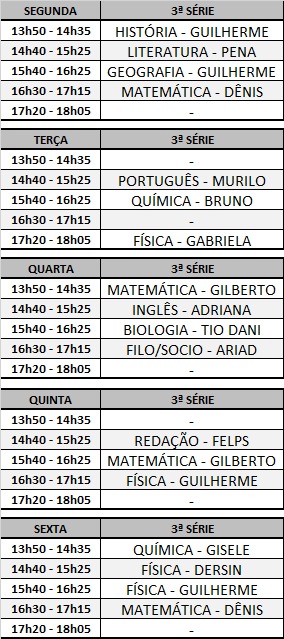 SEGUNDA 3ª SÉRIE
13h50 - 14h35 HISTÓRIA - GUILHERME
14h40 - 15h25 LITERATURA - PENA
15h40 - 16h25 GEOGRAFIA - GUILHERME
16h30 - 17h15 MATEMÁTICA - DÊNIS
17h20 - 18h05 -
TERÇA 3ª SÉRIE
13h50 - 14h35 -
14h40 - 15h25 PORTUGUÊS - MURILO
15h40 - 16h25 QUÍMICA - BRUNO
16h30 - 17h15 -
17h20 - 18h05 FÍSICA - GABRIELA
QUARTA 3ª SÉRIE
13h50 - 14h35 MATEMÁTICA - GILBERTO
14h40 - 15h25 INGLÊS - ADRIANA
15h40 - 16h25 BIOLOGIA - TIO DANI
16h30 - 17h15 FILO/SOCIO - ARIAD
17h20 - 18h05 -
QUINTA 3ª SÉRIE
13h50 - 14h35 -
14h40 - 15h25 REDAÇÃO - FELPS
15h40 - 16h25 MATEMÁTICA - GILBERTO
16h30 - 17h15 FÍSICA - GUILHERME
17h20 - 18h05 -
SEXTA 3ª SÉRIE
13h50 - 14h35 QUÍMICA - GISELE
14h40 - 15h25 FÍSICA - DERSIN
15h40 - 16h25 FÍSICA - GUILHERME
16h30 - 17h15 MATEMÁTICA - DÊNIS
17h20 - 18h05 -